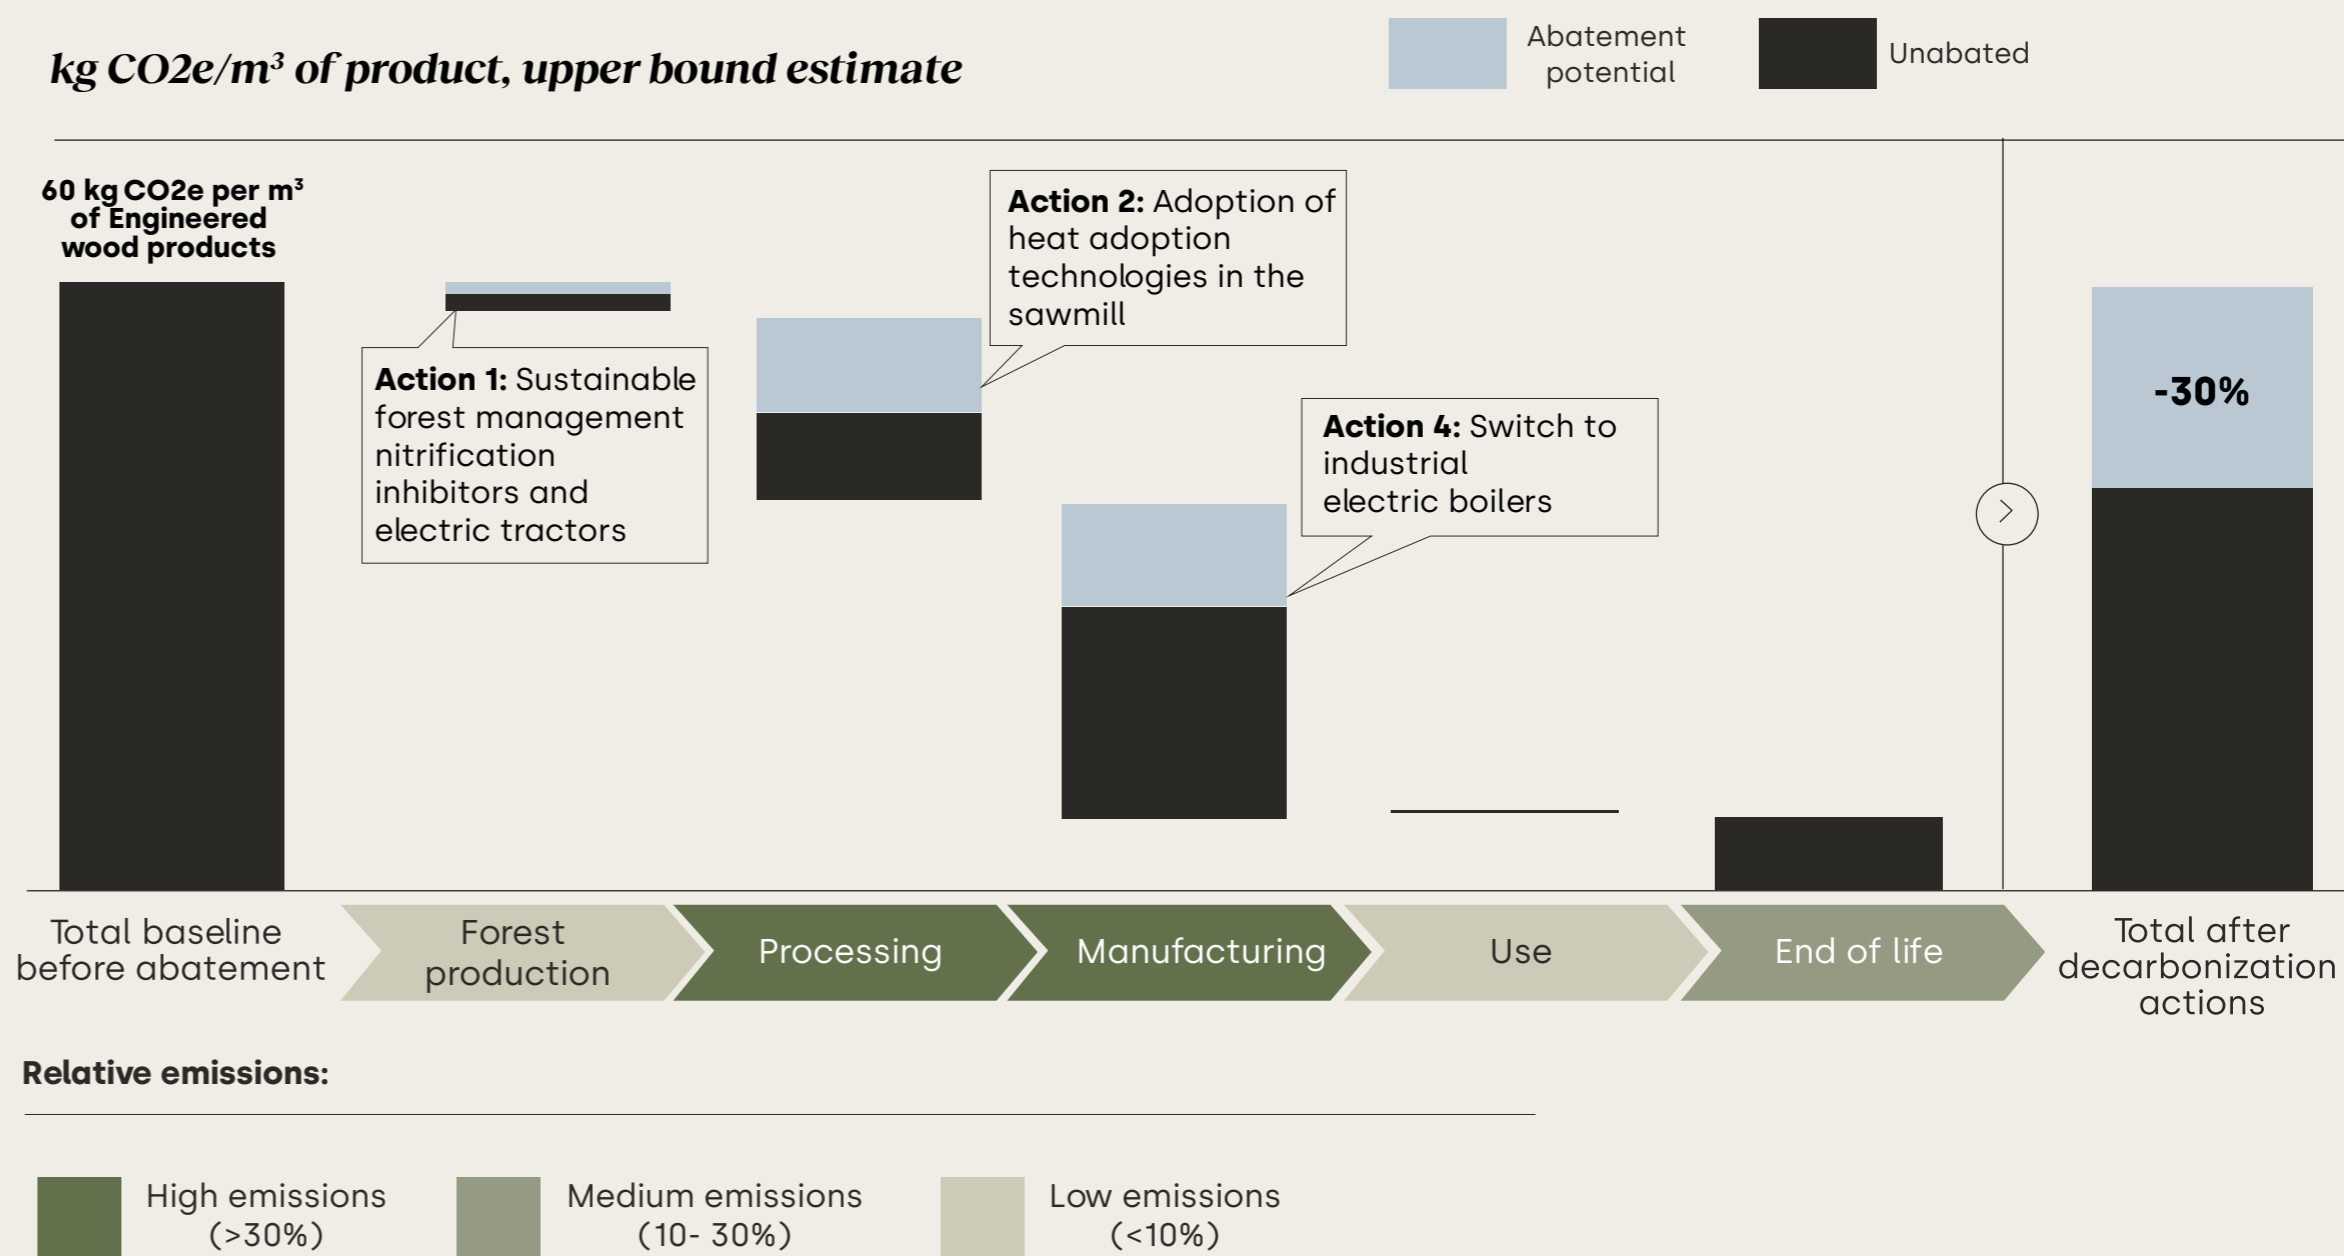 kg CO2e/m³ of product, upper bound estimate
Abatement
potential
Unabated
60 kg CO2e per m³
of Engineered
wood products
Action 1: Sustainable
forest management
nitrification
inhibitors and
electric tractors
Action 2: Adoption of
heat adoption
technologies in the
sawmill
Action 4: Switch to
industrial
electric boilers
-30%
Total baseline
before abatement
Forest
production
Processing
Manufacturing
Use
End of life
Total after
decarbonization
actions
Relative emissions:
High emissions
(>30%)
Medium emissions
(10- 30%)
Low emissions
(<10%)